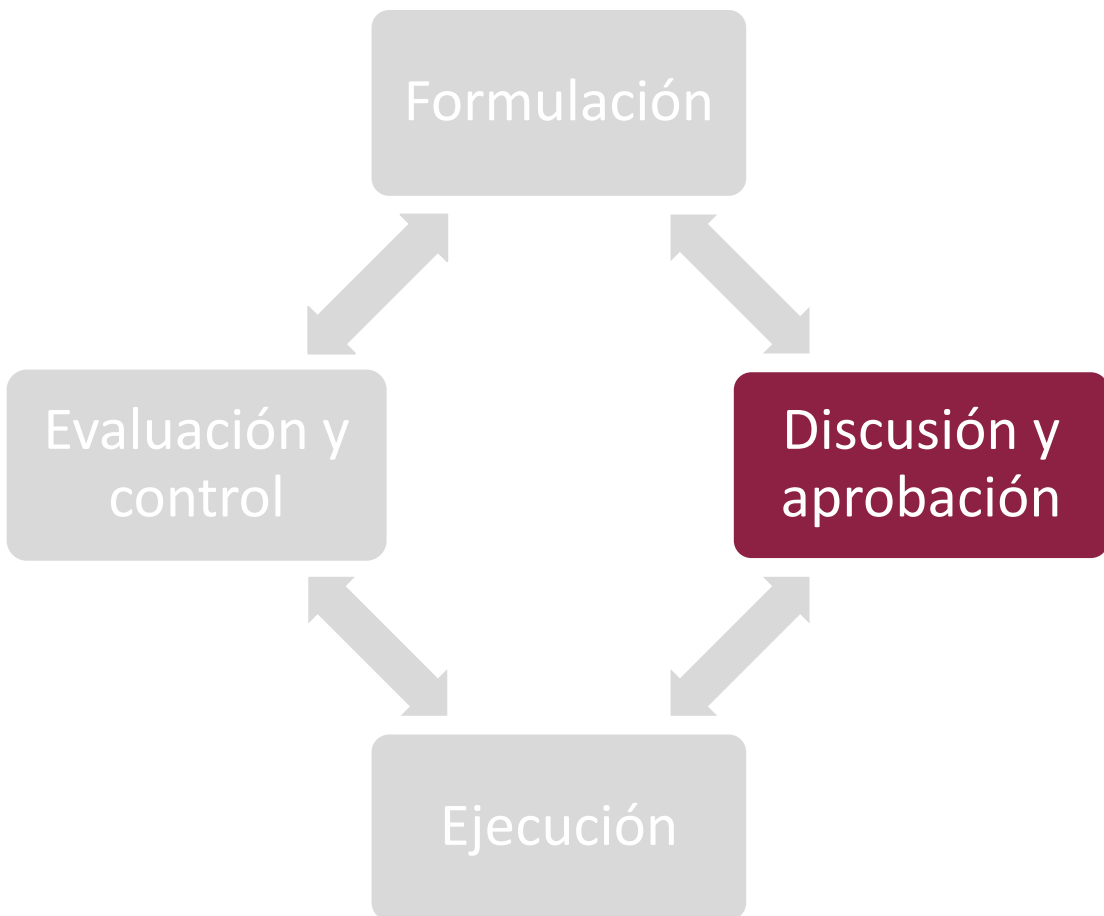 Formulación
Evaluación y
control
Discusión y
aprobación
Ejecución